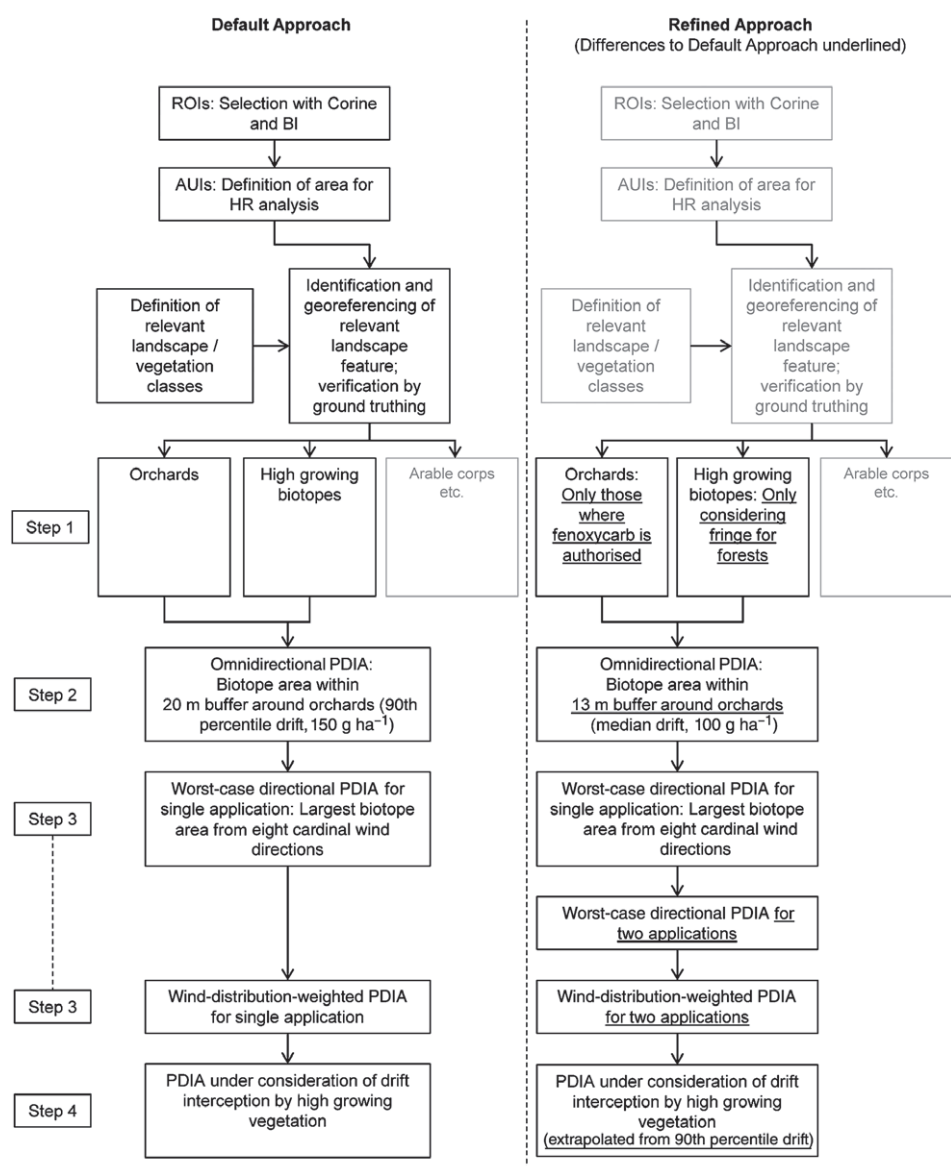 Default Approach
ROIs: Selection with Corine
and BI
AUIs: Definition of area for
HR analysis
Definition of
relevant
landscape /
vegetation
classes
Identification and
georeferencing of
relevant
landscape
feature;
verification by
ground truthing
Step 1
Orchards
High growing
biotopes
Arable corps
etc.
Step 2
Omnidirectional PDIA:
Biotope area within
20 m buffer around orchards (90th
percentile drift, 150 g ha⁻¹)
Step 3
Worst-case directional PDIA for
single application: Largest biotope
area from eight cardinal wind
directions
Step 3
Wind-distribution-weighted PDIA
for single application
Step 4
PDIA under consideration of drift
interception by high growing
vegetation
Refined Approach
(Differences to Default Approach underlined)
ROIs: Selection with Corine
and BI
AUIs: Definition of area for
HR analysis
Definition of
relevant
landscape /
vegetation
classes
Identification and
georeferencing of
relevant
landscape
feature;
verification by
ground truthing
Orchards:
Only those
where
fenoxycarb is
authorised
High growing
biotopes: Only
considering
fringe for
forests
Arable corps
etc.
Omnidirectional PDIA:
Biotope area within
13 m buffer around orchards
(median drift, 100 g ha⁻¹)
Worst-case directional PDIA for
single application: Largest biotope
area from eight cardinal wind
directions
Worst-case directional PDIA for
two applications
Wind-distribution-weighted PDIA
for two applications
PDIA under consideration of drift
interception by high growing
vegetation
(extrapolated from 90th percentile drift)